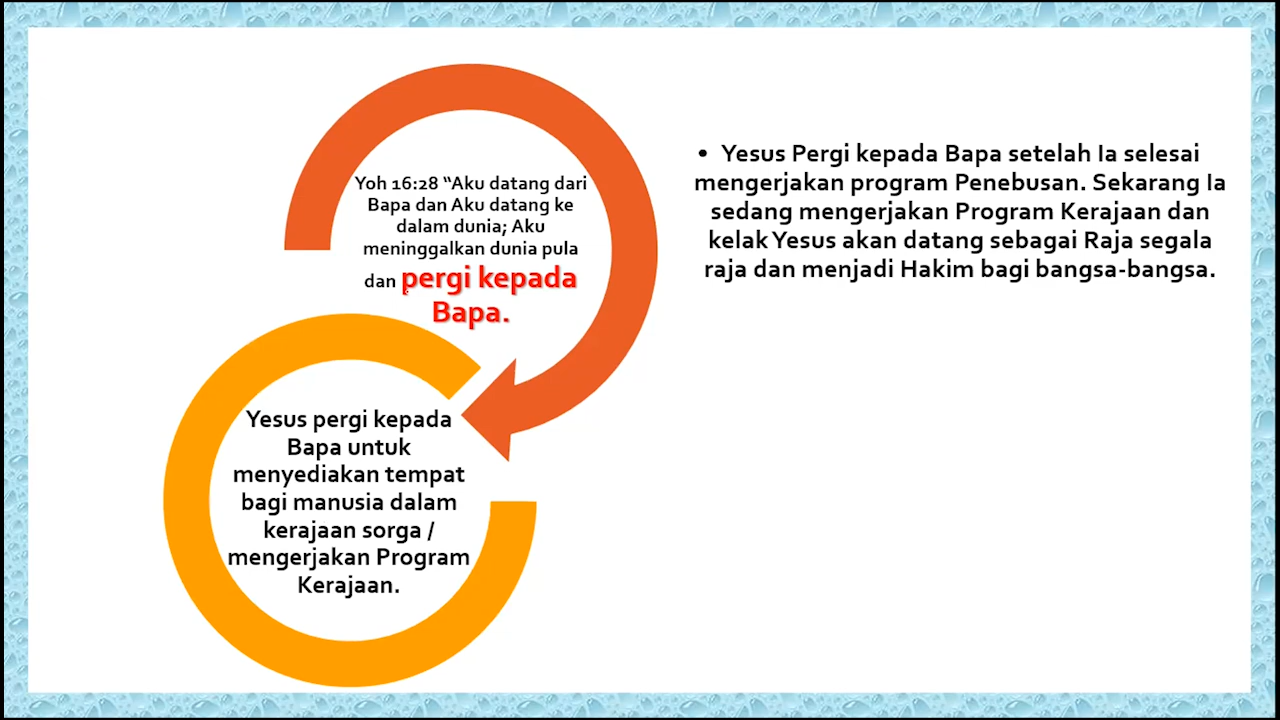 Yoh 16:28 “Aku datang dari
Bapa dan Aku datang ke
dalam dunia; Aku
meninggalkan dunia pula
dan pergi kepada
Bapa.
Yesus pergi kepada
Bapa untuk
menyediakan tempat
bagi manusia dalam
kerajaan sorga /
mengerjakan Program
Kerajaan.
• Yesus Pergi kepada Bapa setelah Ia selesai
mengerjakan program Penebusan. Sekarang Ia
sedang mengerjakan Program Kerajaan dan
kelak Yesus akan datang sebagai Raja segala
raja dan menjadi Hakim bagi bangsa-bangsa.